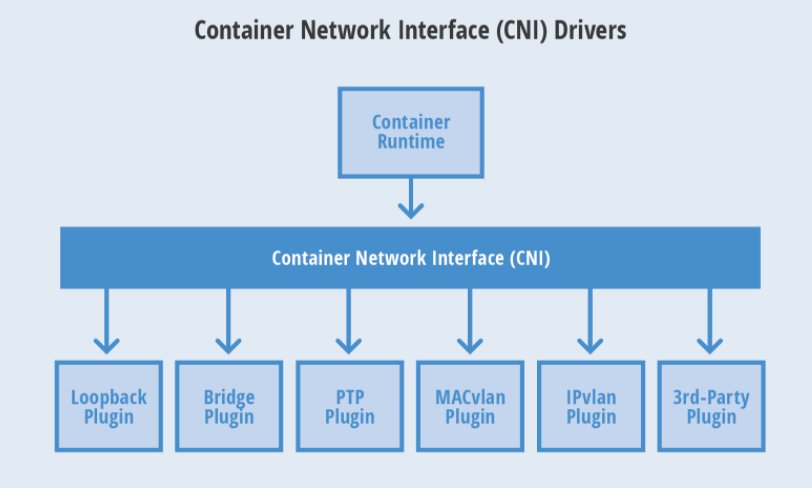 Container Network Interface (CNI) Drivers
Container
Runtime
Container Network Interface (CNI)
Loopback
Plugin
Bridge
Plugin
PTP
Plugin
MACvlan
Plugin
IPvlan
Plugin
3rd-Party
Plugin